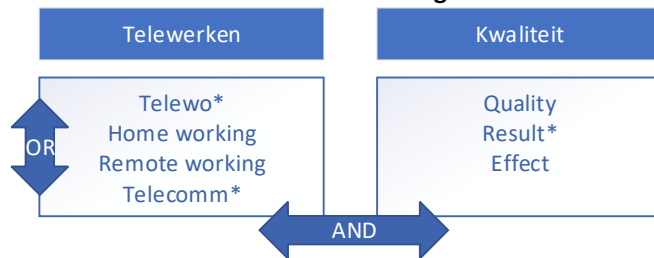 Telewerken
Kwaliteit
Telewo*
Home working
Remote working
Telecomm*
OR
Quality
Result*
Effect
AND